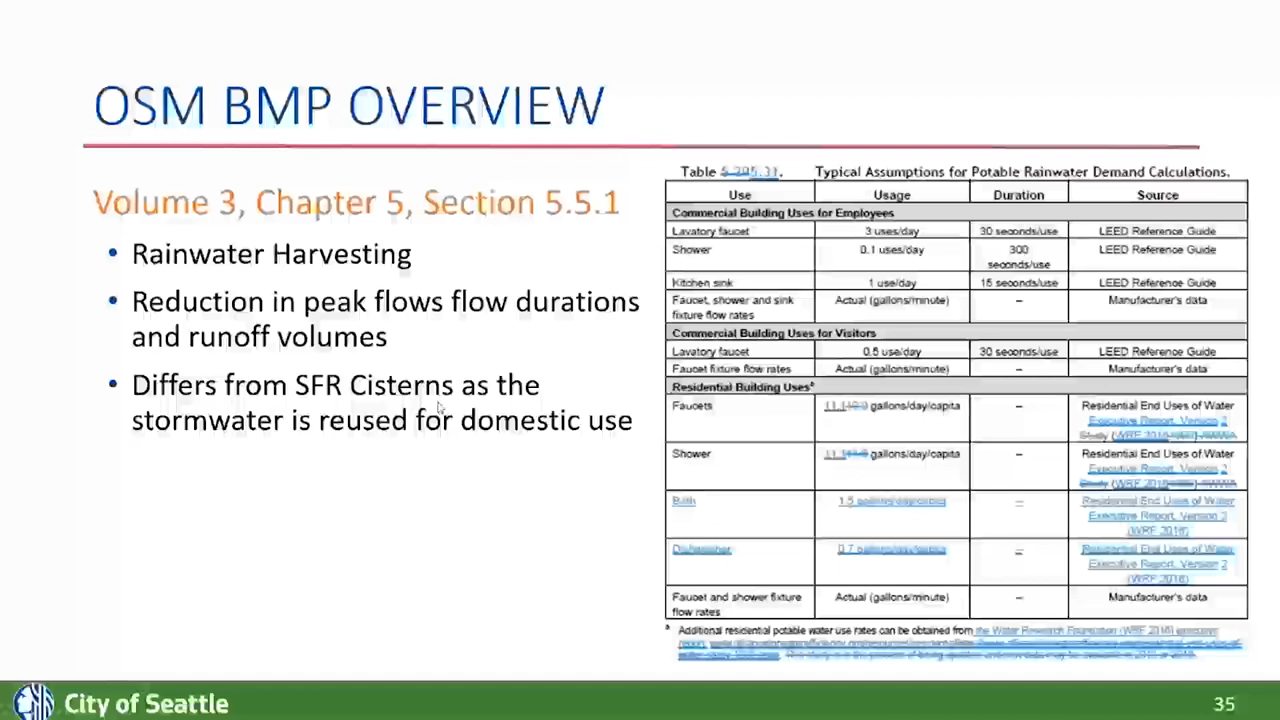 OSM BMP OVERVIEW
Volume 3, Chapter 5, Section 5.5.1
• Rainwater Harvesting
• Reduction in peak flows flow durations
and runoff volumes
• Differs from SFR Cisterns as the
stormwater is reused for domestic use
Table 5.31. Typical Assumptions for Potable Rainwater Demand Calculations.
Use Usage Duration Source
Commercial Building Uses for Employees
Lavatory faucet 3 uses/day 30 seconds/use LEED Reference Guide
Shower 0.1 uses/day 300 seconds/use LEED Reference Guide
Kitchen sink 1 use/day 15 seconds/use LEED Reference Guide
Faucet, shower and sink
fixture flow rates Actual (gallons/minute) – Manufacturer's data
Commercial Building Uses for Visitors
Lavatory faucet 0.5 use/day 30 seconds/use LEED Reference Guide
Faucet fixture flow rates Actual (gallons/minute) – Manufacturer's data
Residential Building Usesª
Faucets 11.1 gallons/day/capita – Residential End Uses of Water
Executive Report, Version 2
Study (WRF 2016)
Shower 11.1 gallons/day/capita – Residential End Uses of Water
Executive Report, Version 2
Study (WRF 2016)
Bath 1.5 gallons/day/capita – Residential End Uses of Water
Executive Report, Version 2
(WRF 2016)
Dishwasher 0.7 gallons/day/capita – Residential End Uses of Water
Executive Report, Version 2
(WRF 2016)
Faucet and shower fixture
flow rates Actual (gallons/minute) – Manufacturer's data
ª Additional residential potable water use rates can be obtained from the Water Research Foundation (WRF 2016)
City of Seattle
35